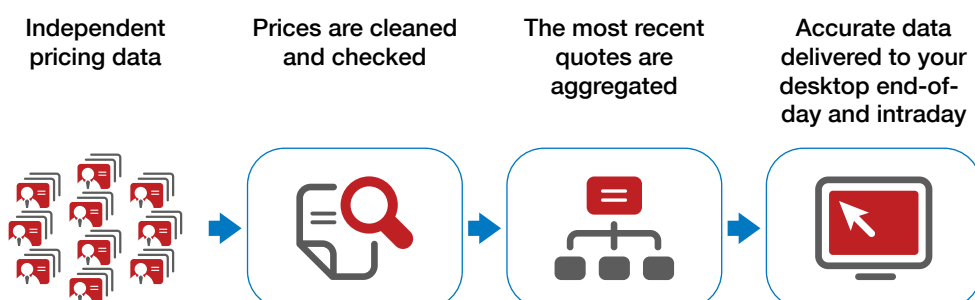 Independent
pricing data
Prices are cleaned
and checked
The most recent
quotes are
aggregated
Accurate data
delivered to your
desktop end-of-
day and intraday